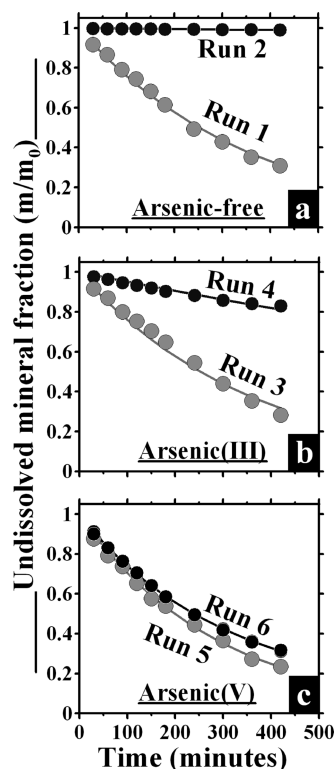 Undissolved mineral fraction (m/m0)
1
0.8
0.6
0.4
0.2
0
Run 2
Run 1
Arsenic-free
a
1
0.8
0.6
0.4
0.2
0
Run 4
Run 3
Arsenic(III)
b
1
0.8
0.6
0.4
0.2
0
Run 6
Run 5
Arsenic(V)
c
0 100 200 300 400 500
Time (minutes)